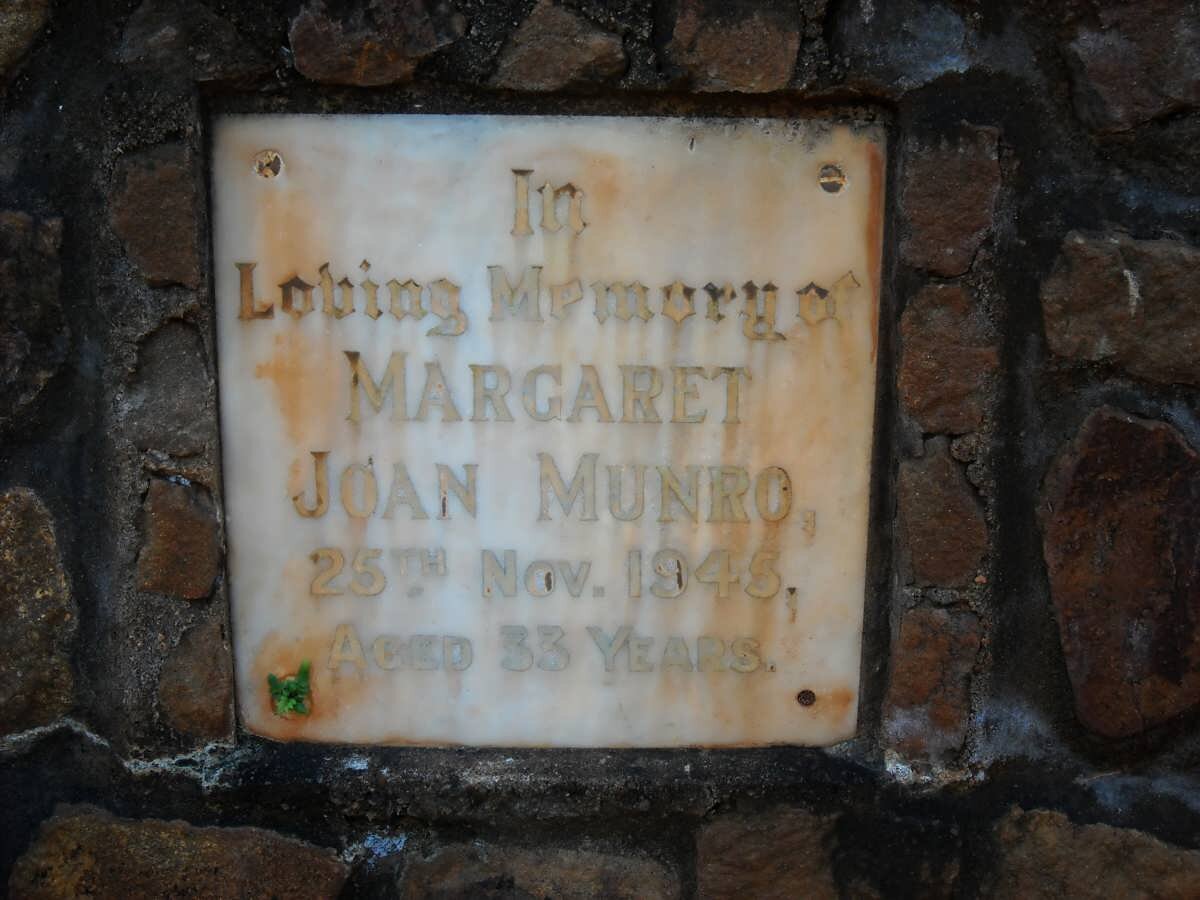 In
Loving Memory of
MARGARET
JOAN MUNRO,
25TH NOV. 1945,
AGED 33 YEARS.